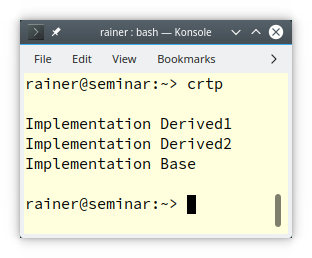 rainer : bash — Konsole
File Edit View Bookmarks
rainer@seminar:~> crtp
Implementation Derived1
Implementation Derived2
Implementation Base
rainer@seminar:~>